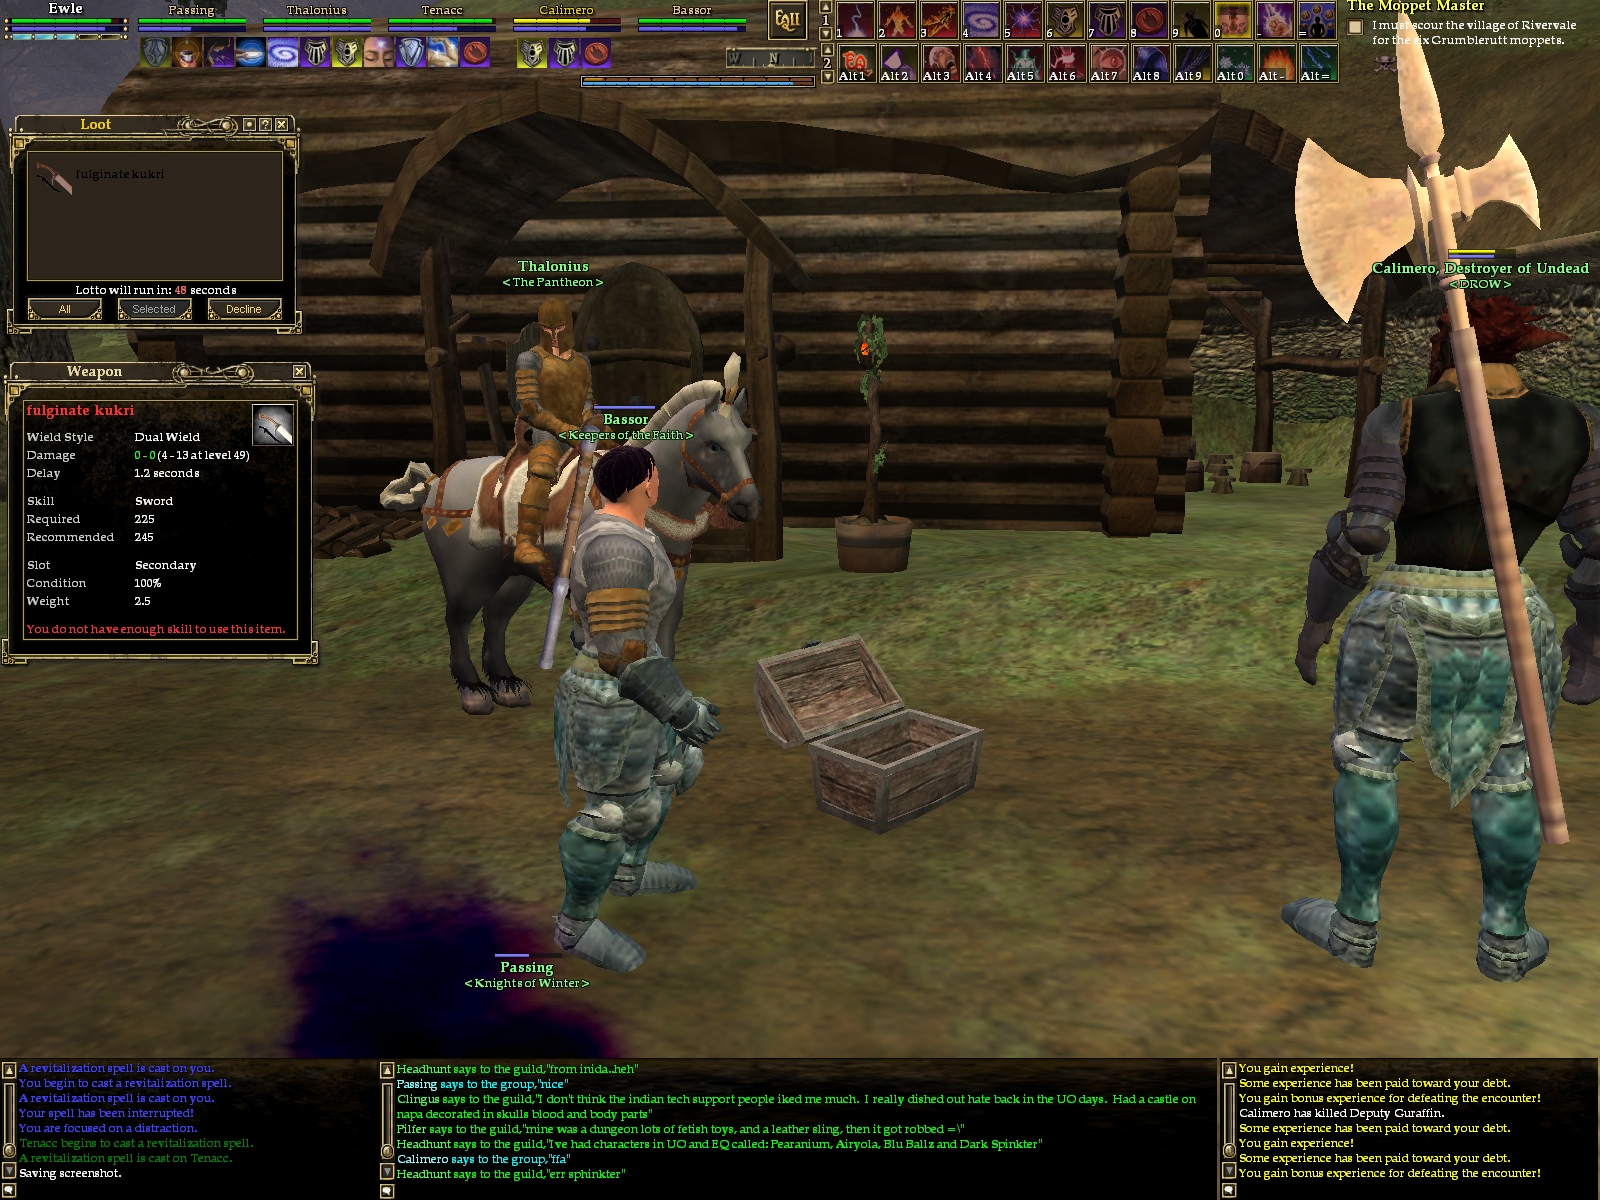 Ewle
Passing
Thalonius
Tenacc
Calimero
Bassor
EQII
1
1
2
3
4
5
6
7
8
9
0
-
=
2
Alt1
Alt2
Alt3
Alt4
Alt5
Alt6
Alt7
Alt8
Alt9
Alt0
Alt-
Alt=
W N
The Moppet Master
I must scour the village of Rivervale
for the six Grumblerutt moppets.
Loot
fulginate kukri
Lotto will run in: 48 seconds
All
Selected
Decline
Weapon
fulginate kukri
Wield Style Dual Wield
Damage 0 - 0 (4 - 13 at level 49)
Delay 1.2 seconds
Skill Sword
Required 225
Recommended 245
Slot Secondary
Condition 100%
Weight 2.5
You do not have enough skill to use this item.
Thalonius
<The Pantheon>
Bassor
<Keepers of the Faith>
Calimero, Destroyer of Undead
<DROW>
Passing
<Knights of Winter>
A revitalization spell is cast on you.
You begin to cast a revitalization spell.
A revitalization spell is cast on you.
Your spell has been interrupted!
You are focused on a distraction.
Tenacc begins to cast a revitalization spell.
A revitalization spell is cast on Tenacc.
Saving screenshot.
Headhunt says to the guild,"from inida..heh"
Passing says to the group,"nice"
Clingus says to the guild,"I don't think the indian tech support people iked me much.  I really dished out hate back in the UO days.  Had a castle on
napa decorated in skulls blood and body parts"
Pilfer says to the guild,"mine was a dungeon lots of fetish toys, and a leather sling, then it got robbed =\"
Headhunt says to the guild,"I've had characters in UO and EQ called: Fearanium, Airyola, Blu Ballz and Dark Spinkter"
Calimero says to the group,"ffa"
Headhunt says to the guild,"err sphinkter"
You gain experience!
Some experience has been paid toward your debt.
You gain bonus experience for defeating the encounter!
Calimero has killed Deputy Guraffin.
Some experience has been paid toward your debt.
You gain experience!
Some experience has been paid toward your debt.
You gain bonus experience for defeating the encounter!